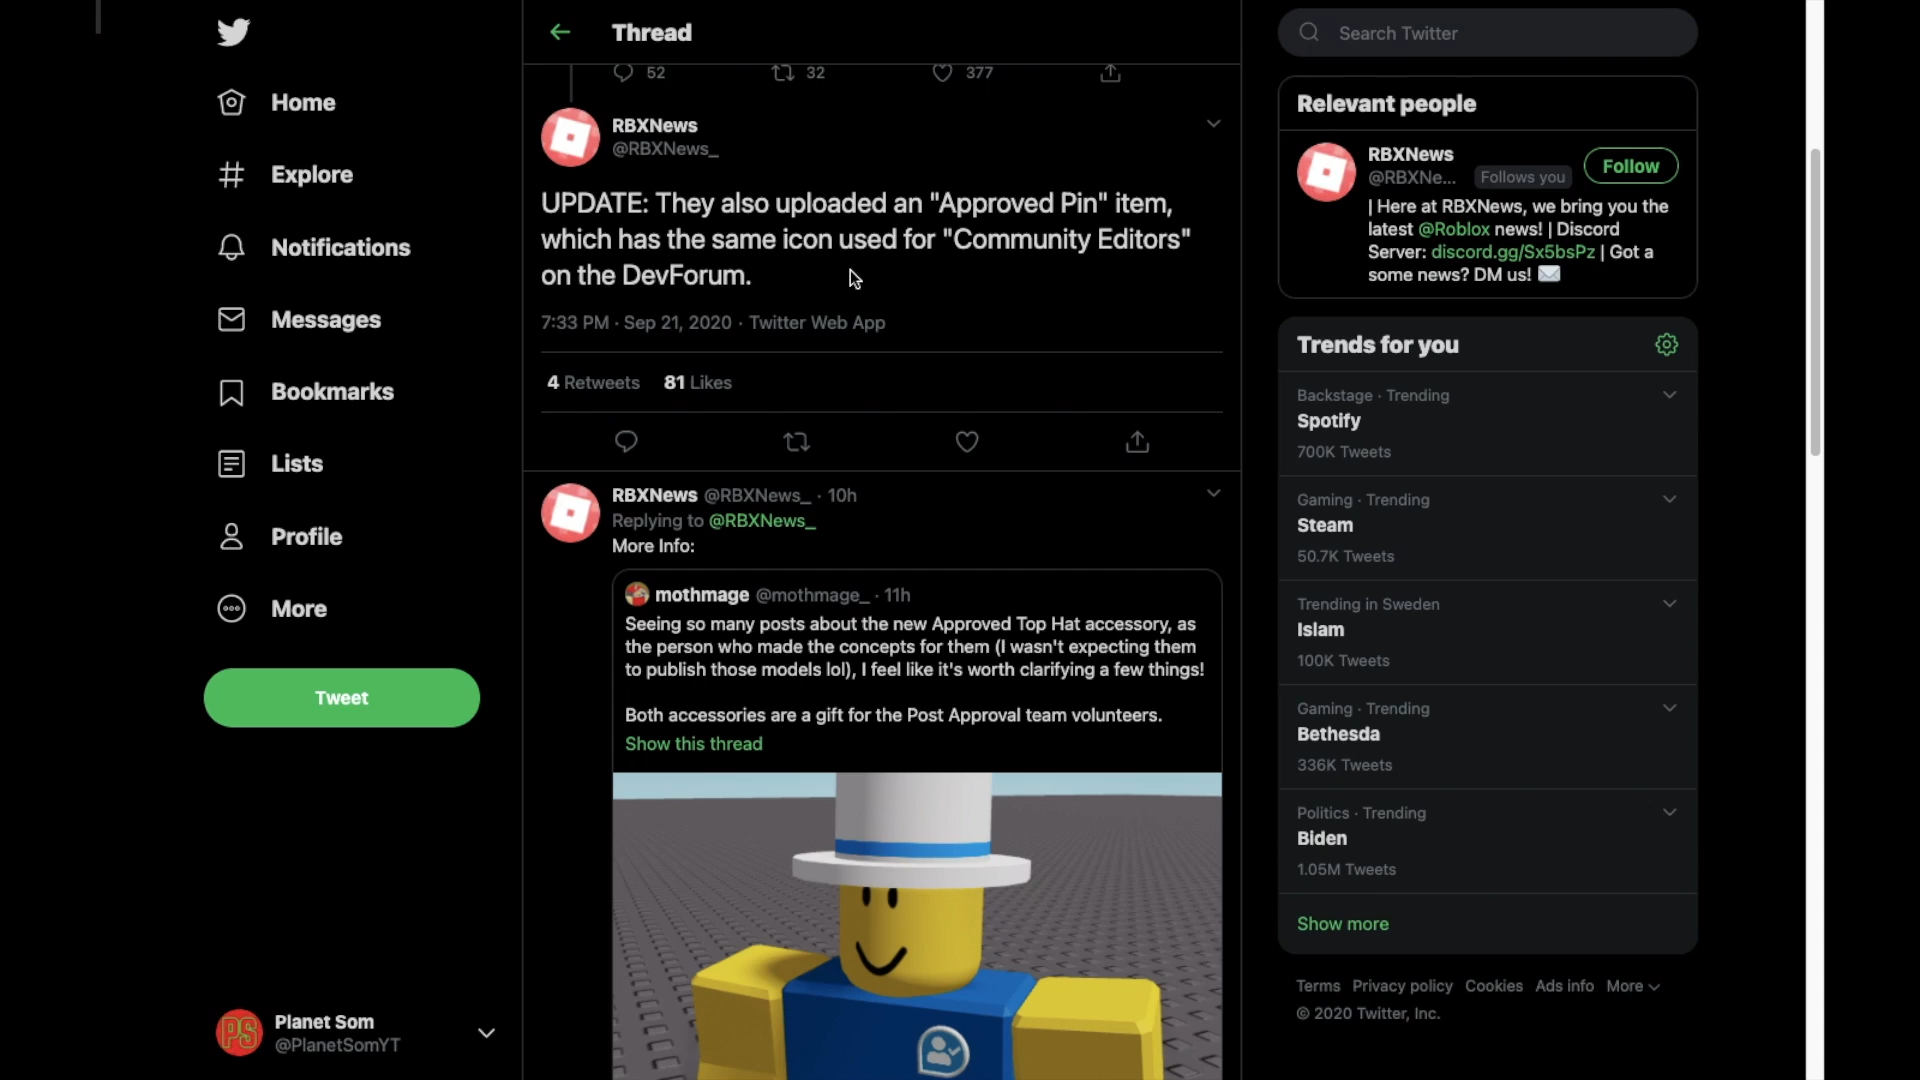 Home
Explore
Notifications
Messages
Bookmarks
Lists
Profile
More
Tweet
PS
Planet Som
@PlanetSomYT
Thread
52 32 377
RBXNews
@RBXNews_
UPDATE: They also uploaded an "Approved Pin" item,
which has the same icon used for "Community Editors"
on the DevForum.
7:33 PM · Sep 21, 2020 · Twitter Web App
4 Retweets 81 Likes
RBXNews @RBXNews_ · 10h
Replying to @RBXNews_
More Info:
mothmage @mothmage_ · 11h
Seeing so many posts about the new Approved Top Hat accessory, as
the person who made the concepts for them (I wasn't expecting them
to publish those models lol), I feel like it's worth clarifying a few things!
Both accessories are a gift for the Post Approval team volunteers.
Show this thread
Search Twitter
Relevant people
RBXNews
@RBXNe... Follows you
Follow
| Here at RBXNews, we bring you the
latest @Roblox news! | Discord
Server: discord.gg/Sx5bsPz | Got a
some news? DM us!
Trends for you
Backstage · Trending
Spotify
700K Tweets
Gaming · Trending
Steam
50.7K Tweets
Trending in Sweden
Islam
100K Tweets
Gaming · Trending
Bethesda
336K Tweets
Politics · Trending
Biden
1.05M Tweets
Show more
Terms Privacy policy Cookies Ads info More
© 2020 Twitter, Inc.